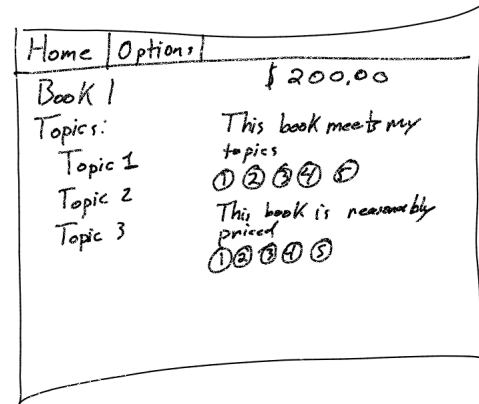 Home Options
Book 1 $ 200.00
Topics:
Topic 1
Topic 2
Topic 3
This book meets my
topics
1 2 3 4 5
This book is reasonably
priced
1 2 3 4 5